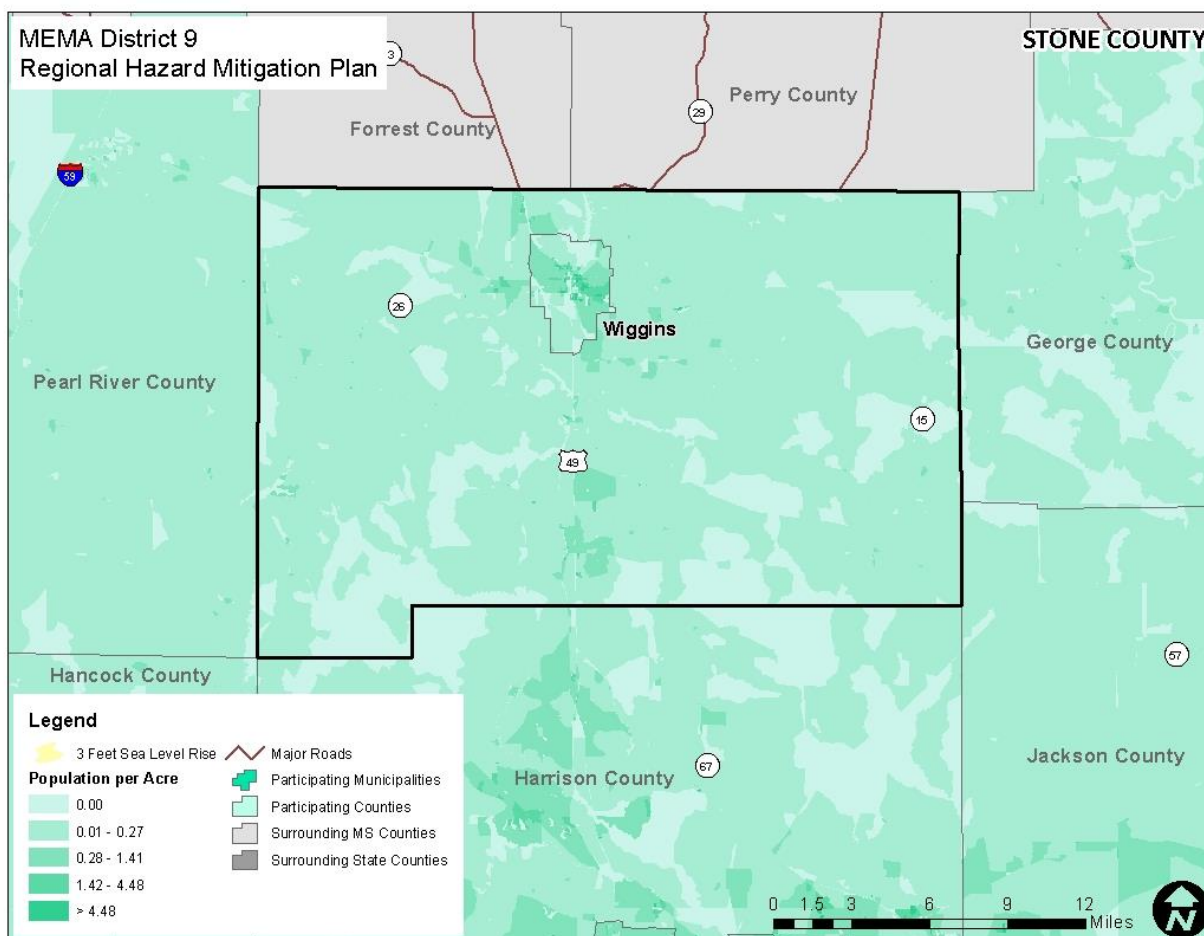 MEMA District 9
Regional Hazard Mitigation Plan
STONE COUNTY
13
Forrest County
29
Perry County
59
26
Wiggins
George County
Pearl River County
15
49
Hancock County
57
Jackson County
Harrison County
67
Legend
3 Feet Sea Level Rise
Population per Acre
0.00
0.01 - 0.27
0.28 - 1.41
1.42 - 4.48
> 4.48
Major Roads
Participating Municipalities
Participating Counties
Surrounding MS Counties
Surrounding State Counties
0 1.5 3 6 9 12
Miles
N